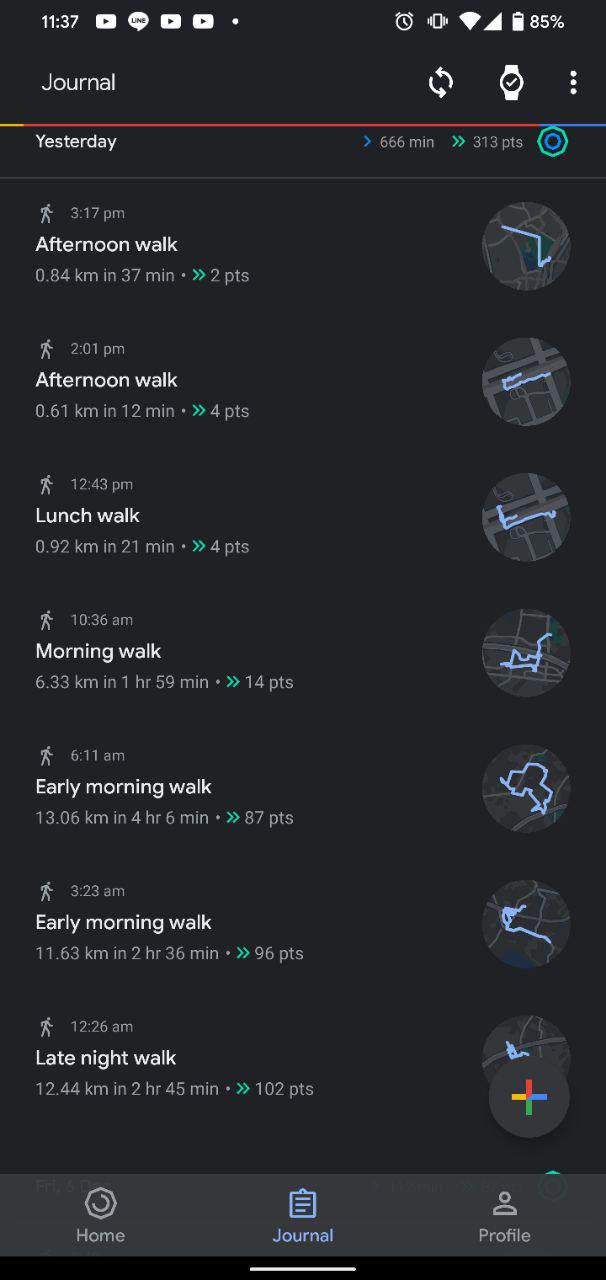 11:37 LINE 85%
Journal
Yesterday 666 min 313 pts
3:17 pm
Afternoon walk
0.84 km in 37 min • 2 pts
2:01 pm
Afternoon walk
0.61 km in 12 min • 4 pts
12:43 pm
Lunch walk
0.92 km in 21 min • 4 pts
10:36 am
Morning walk
6.33 km in 1 hr 59 min • 14 pts
6:11 am
Early morning walk
13.06 km in 4 hr 6 min • 87 pts
3:23 am
Early morning walk
11.63 km in 2 hr 36 min • 96 pts
12:26 am
Late night walk
12.44 km in 2 hr 45 min • 102 pts
Fri, 6
Home Journal Profile